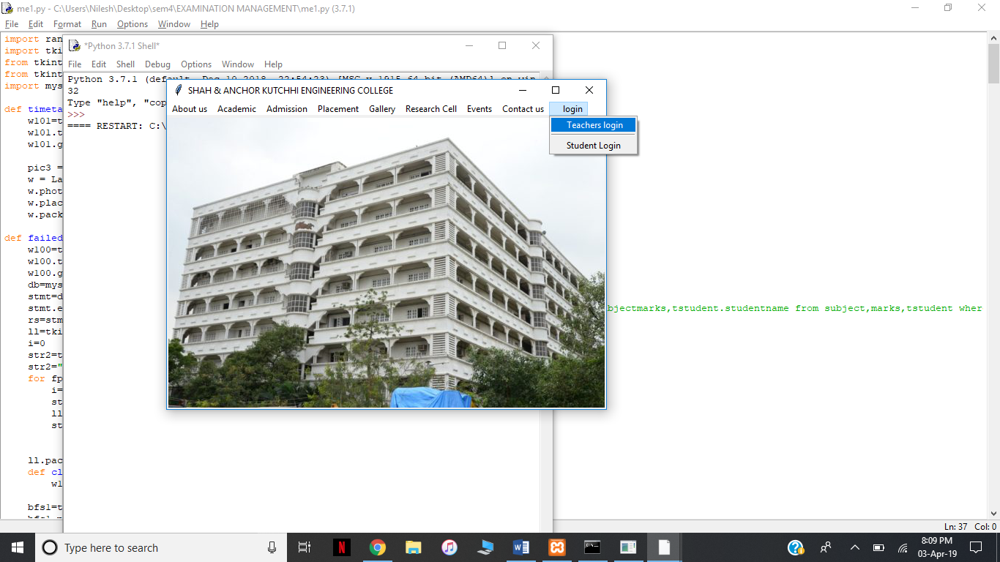 me1.py - C:\Users\Nilesh\Desktop\sem4\EXAMINATION MANAGEMENT\me1.py (3.7.1)
File Edit Format Run Options Window Help
import ran
import tki
from tkint
from tkint
import mys
def timeta
w101=t
w101.t
w101.g
pic3 =
w = La
w.phot
w.plac
w.pack
def failed
w100=t
w100.t
w100.g
db=mys
stmt=d
stmt.e
rs=stm
ll=tki
i=0
str2=t
str2="
for fp
i=
st
ll
st
ll.pac
def cl
wl
bfs1=t
bjectmarks,tstudent.studentname from subject,marks,tstudent wher
*Python 3.7.1 Shell*
File Edit Shell Debug Options Window Help
Python 3.7.1 (default, Dec 10 2018, 22:54:23) [MSC v.1915 64 bit (AMD64)] on win
32
Type "help", "cop
>>>
==== RESTART: C:\
SHAH & ANCHOR KUTCHHI ENGINEERING COLLEGE
About us Academic Admission Placement Gallery Research Cell Events Contact us login
Teachers login
Student Login
Ln: 37 Col: 0
Type here to search
8:09 PM
03-Apr-19